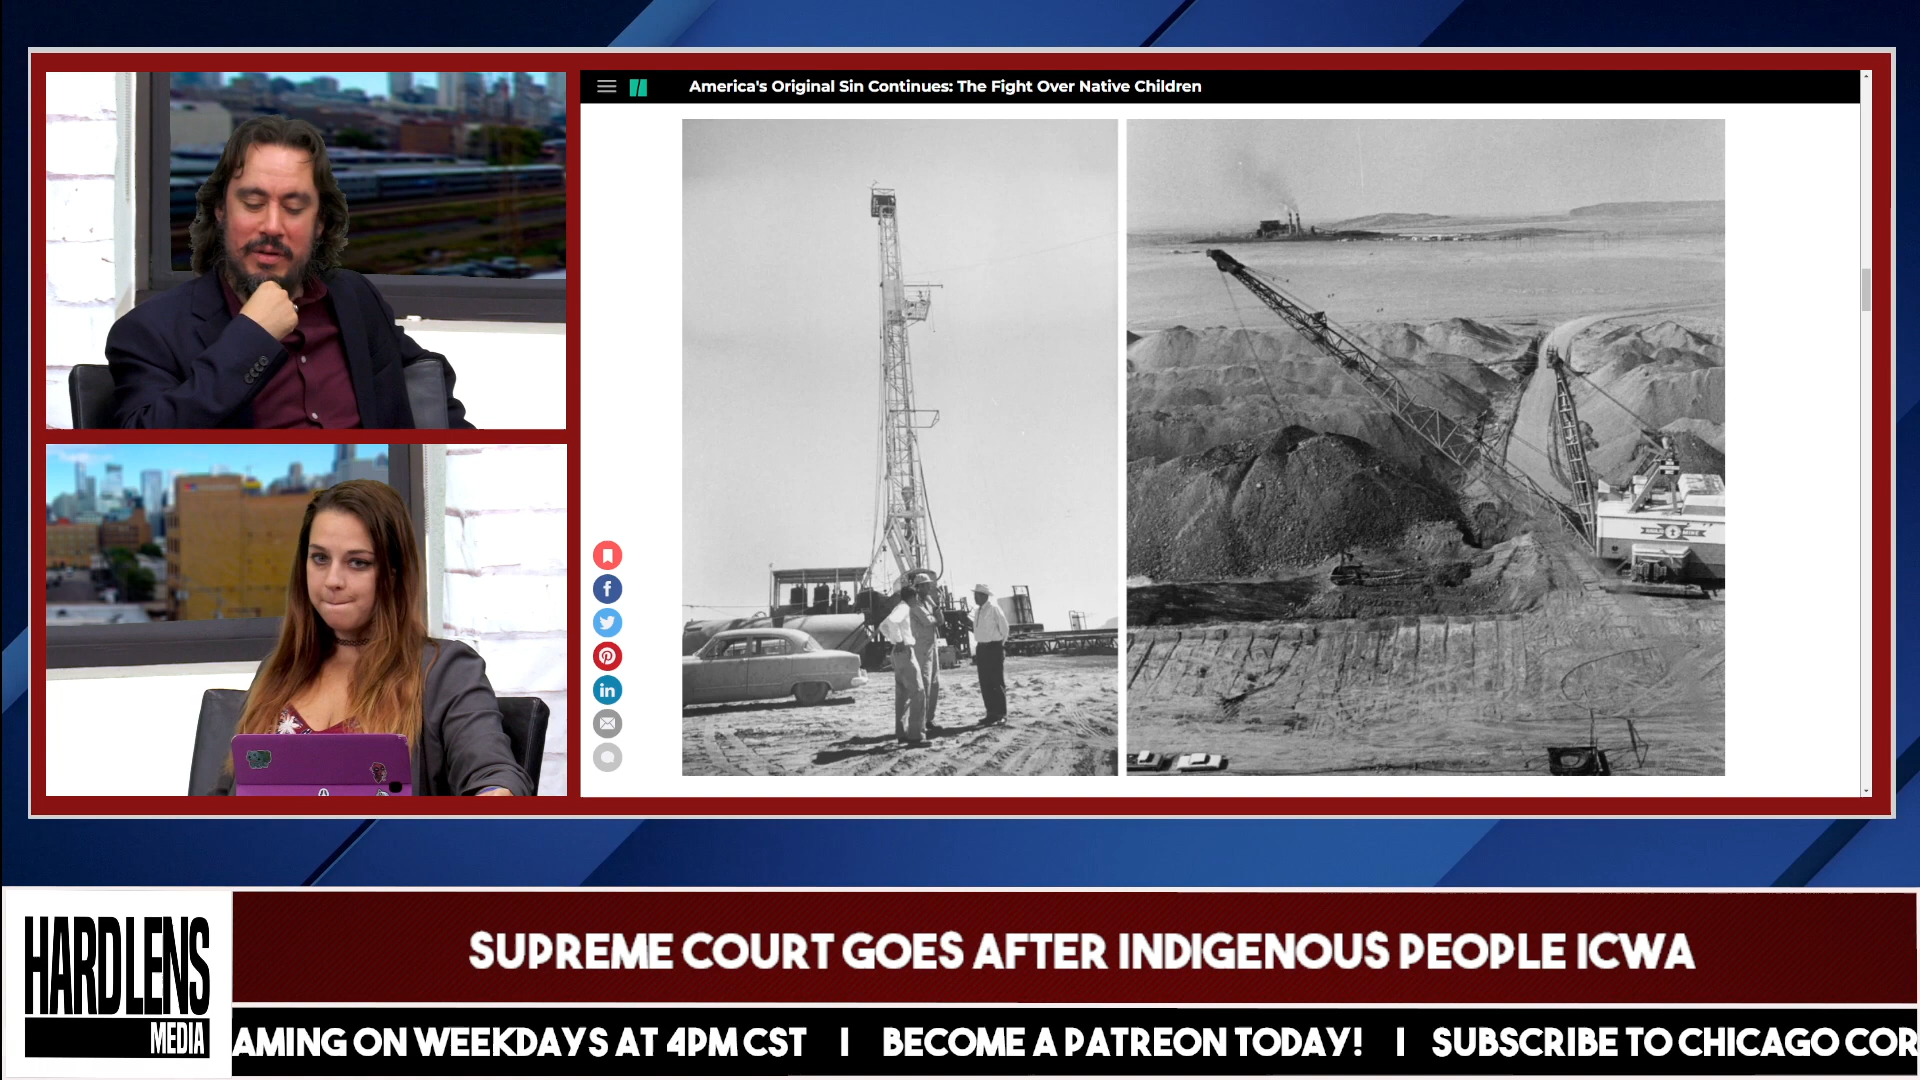 America's Original Sin Continues: The Fight Over Native Children
SUPREME COURT GOES AFTER INDIGENOUS PEOPLE ICWA
HARD LENS
MEDIA
AMING ON WEEKDAYS AT 4PM CST | BECOME A PATREON TODAY! | SUBSCRIBE TO CHICAGO COR